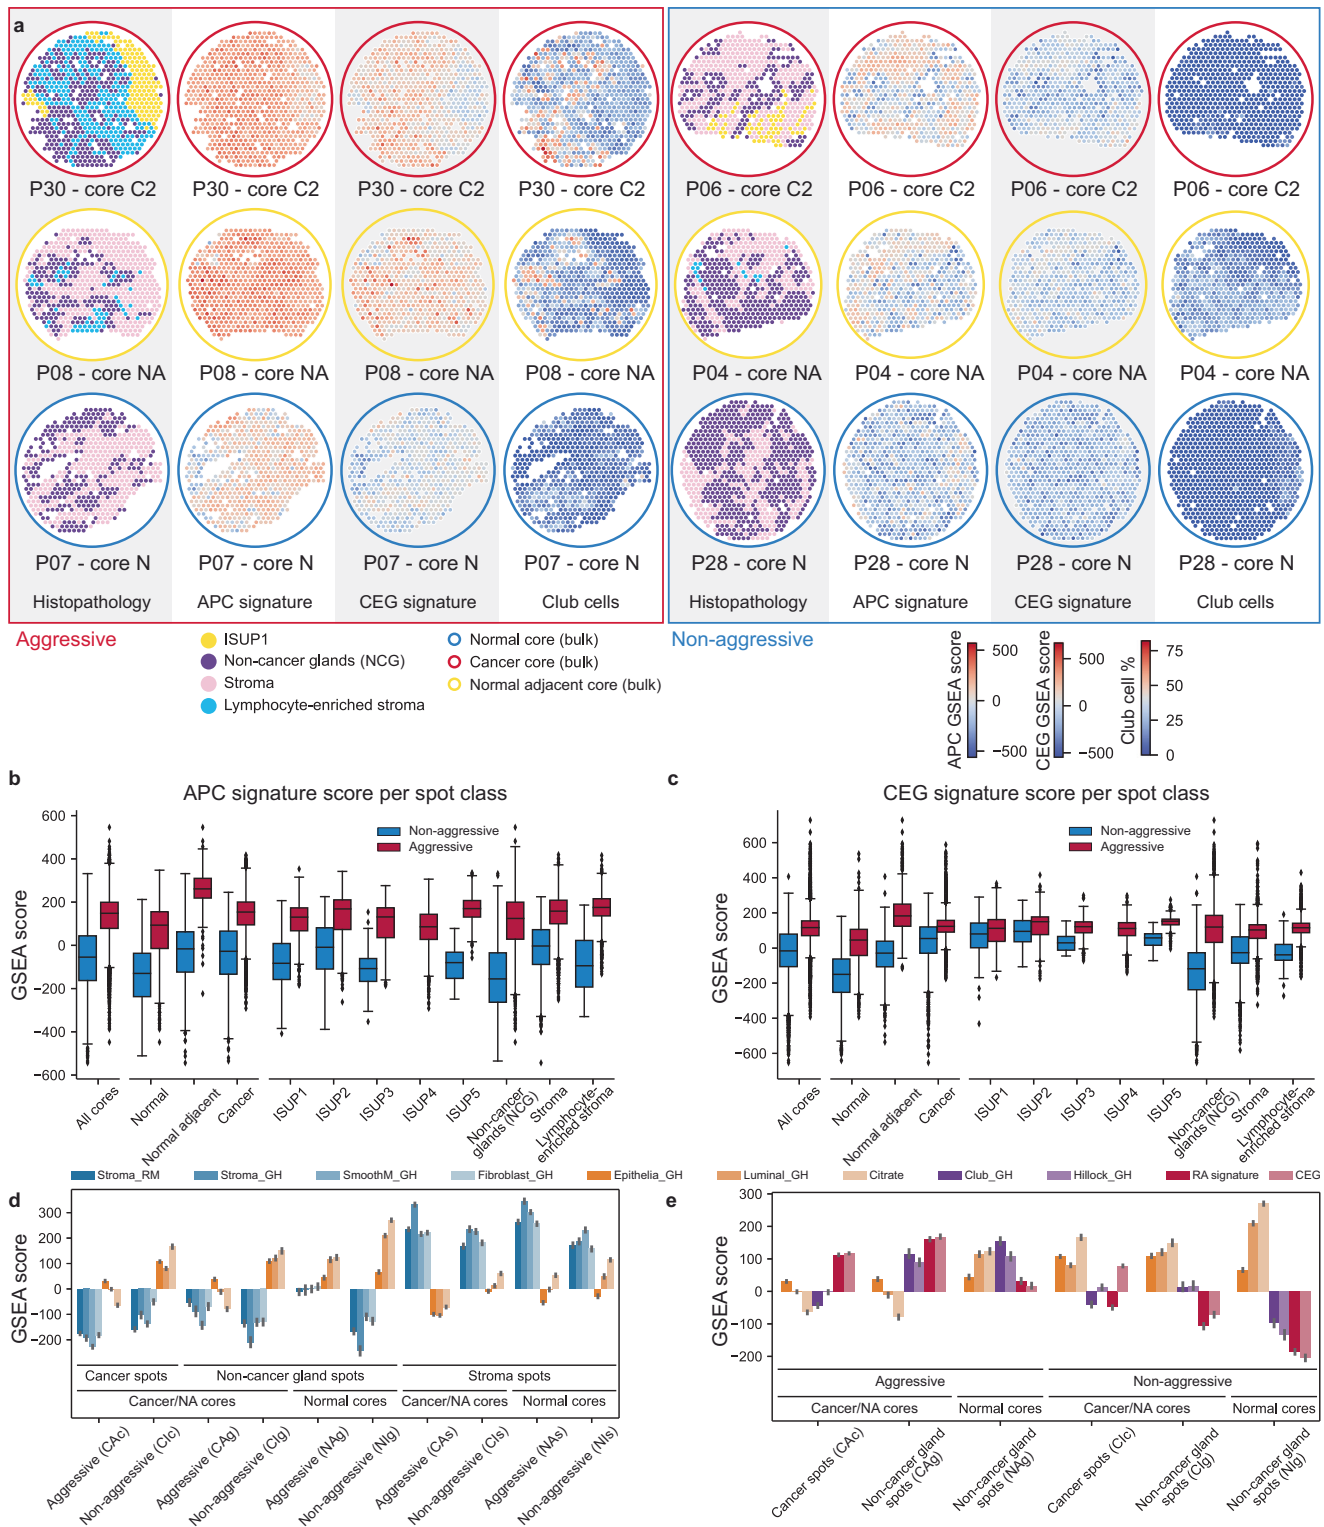 a
P30 - core C2 P30 - core C2 P30 - core C2 P30 - core C2 P06 - core C2 P06 - core C2 P06 - core C2 P06 - core C2
P08 - core NA P08 - core NA P08 - core NA P08 - core NA P04 - core NA P04 - core NA P04 - core NA P04 - core NA
P07 - core N P07 - core N P07 - core N P07 - core N P28 - core N P28 - core N P28 - core N P28 - core N
Histopathology APC signature CEG signature Club cells Histopathology APC signature CEG signature Club cells
Aggressive
Non-aggressive
ISUP1
Non-cancer glands (NCG)
Stroma
Lymphocyte-enriched stroma
Normal core (bulk)
Cancer core (bulk)
Normal adjacent core (bulk)
APC GSEA score
500
0
−500
CEG GSEA score
500
0
−500
Club cell %
75
50
25
0
b
APC signature score per spot class
Non-aggressive
Aggressive
GSEA score
600
400
200
0
−200
−400
−600
All cores
Normal
Normal adjacent
Cancer
ISUP1
ISUP2
ISUP3
ISUP4
ISUP5
Non-cancer
glands (NCG)
Stroma
Lymphocyte-
enriched stroma
c
CEG signature score per spot class
Non-aggressive
Aggressive
GSEA score
600
400
200
0
−200
−400
−600
All cores
Normal
Normal adjacent
Cancer
ISUP1
ISUP2
ISUP3
ISUP4
ISUP5
Non-cancer
glands (NCG)
Stroma
Lymphocyte-
enriched stroma
Stroma_RM Stroma_GH SmoothM_GH Fibroblast_GH Epithelia_GH Luminal_GH Citrate Club_GH Hillock_GH RA signature CEG
d
GSEA score
300
200
100
0
−100
−200
Cancer spots Non-cancer gland spots Stroma spots
Cancer/NA cores Normal cores Cancer/NA cores Normal cores
Aggressive (CAc)
Non-aggressive (CIc)
Aggressive (CAg)
Non-aggressive (CIg)
Aggressive (NAg)
Non-aggressive (NIg)
Aggressive (CAs)
Non-aggressive (CIs)
Aggressive (NAs)
Non-aggressive (NIs)
e
GSEA score
300
200
100
0
−100
−200
Aggressive Non-aggressive
Cancer/NA cores Normal cores Cancer/NA cores Normal cores
Cancer spots (CAc)
Non-cancer gland
spots (CAg)
Non-cancer gland
spots (NAg)
Cancer spots (CIc)
Non-cancer gland
spots (CIg)
Non-cancer gland
spots (NIg)